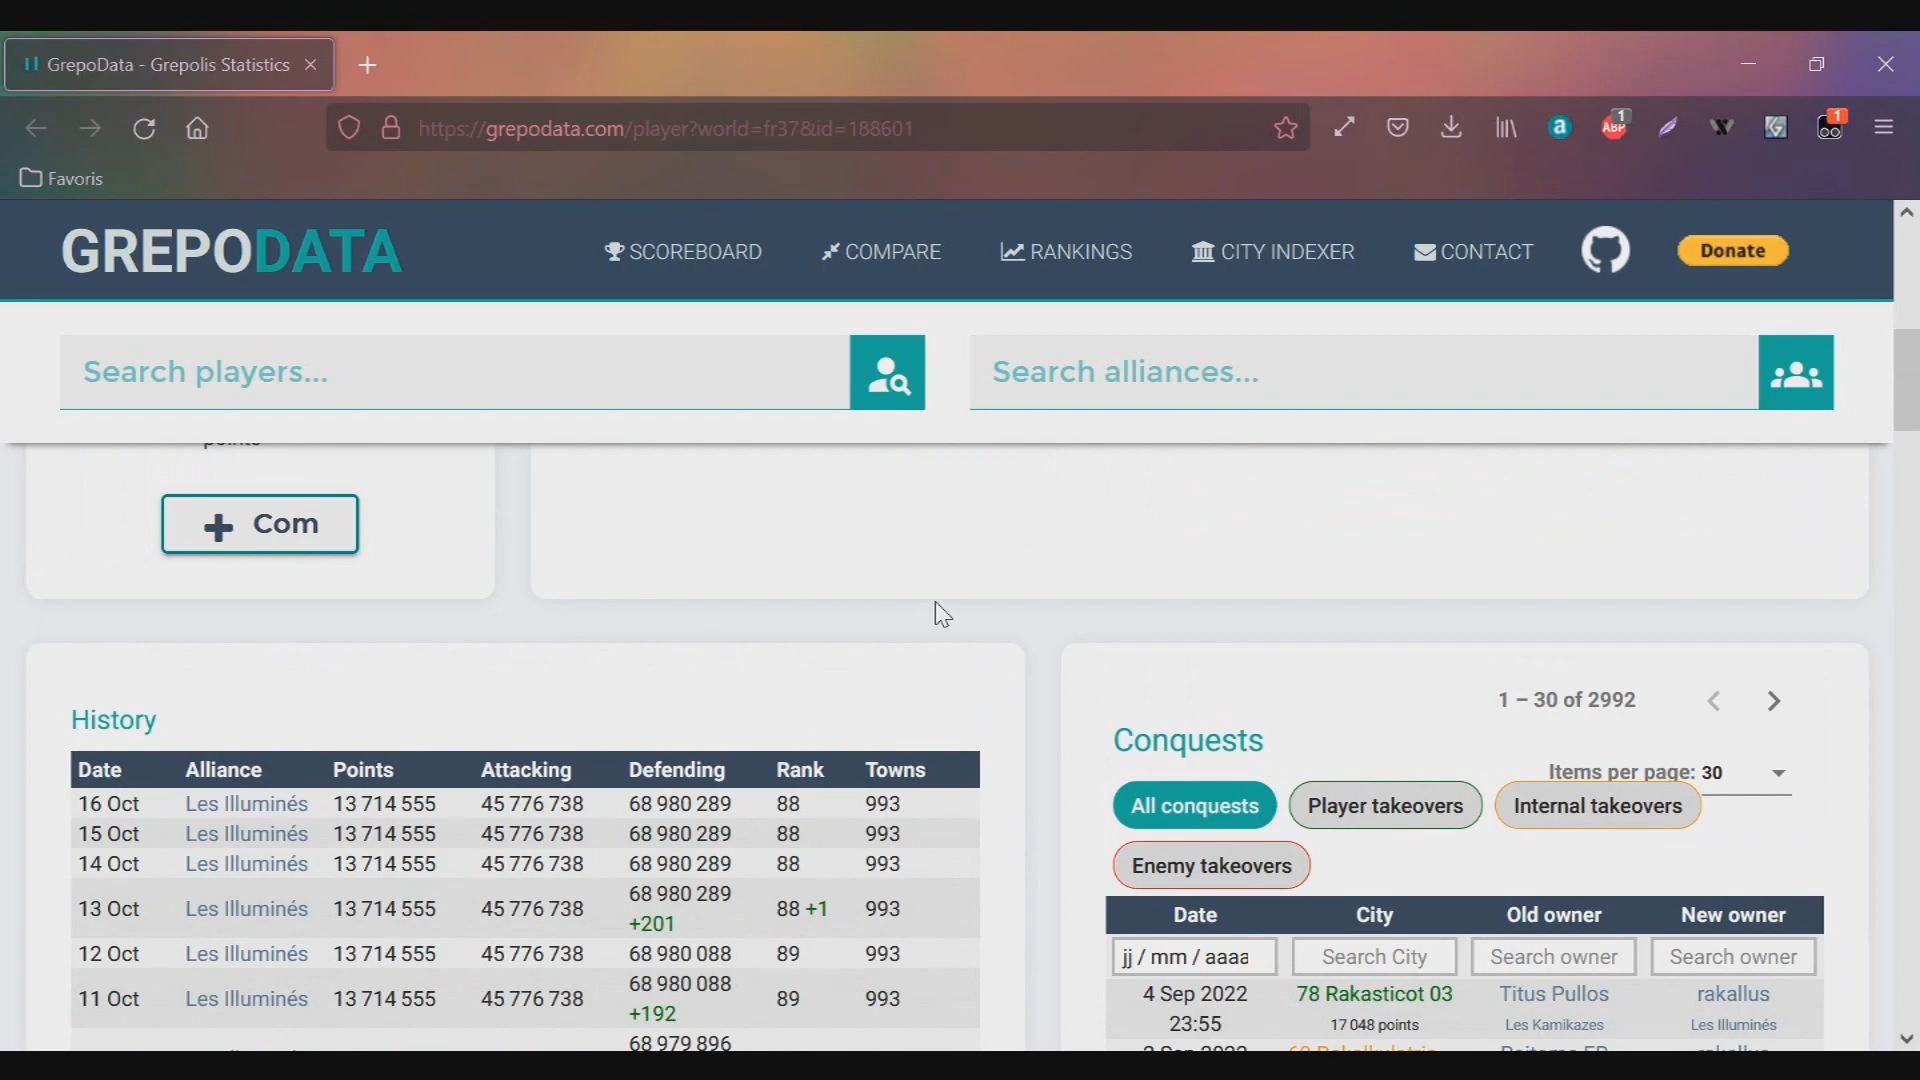 GrepoData - Grepolis Statistics
https://grepodata.com/player?world=fr37&id=188601
1
ABP
1
Favoris
GREPODATA
SCOREBOARD
COMPARE
RANKINGS
CITY INDEXER
CONTACT
Donate
Search players...
Search alliances...
points
Com
History
Date Alliance Points Attacking Defending Rank Towns
16 Oct Les Illuminés 13 714 555 45 776 738 68 980 289 88 993
15 Oct Les Illuminés 13 714 555 45 776 738 68 980 289 88 993
14 Oct Les Illuminés 13 714 555 45 776 738 68 980 289 88 993
13 Oct Les Illuminés 13 714 555 45 776 738 68 980 289 88 +1 993
+201
12 Oct Les Illuminés 13 714 555 45 776 738 68 980 088 89 993
11 Oct Les Illuminés 13 714 555 45 776 738 68 980 088 89 993
+192
68 979 896
1 – 30 of 2992
Conquests
Items per page: 30
All conquests
Player takeovers
Internal takeovers
Enemy takeovers
Date City Old owner New owner
jj / mm / aaaa Search City Search owner Search owner
4 Sep 2022 78 Rakasticot 03 Titus Pullos rakallus
23:55 17 048 points Les Kamikazes Les Illuminés